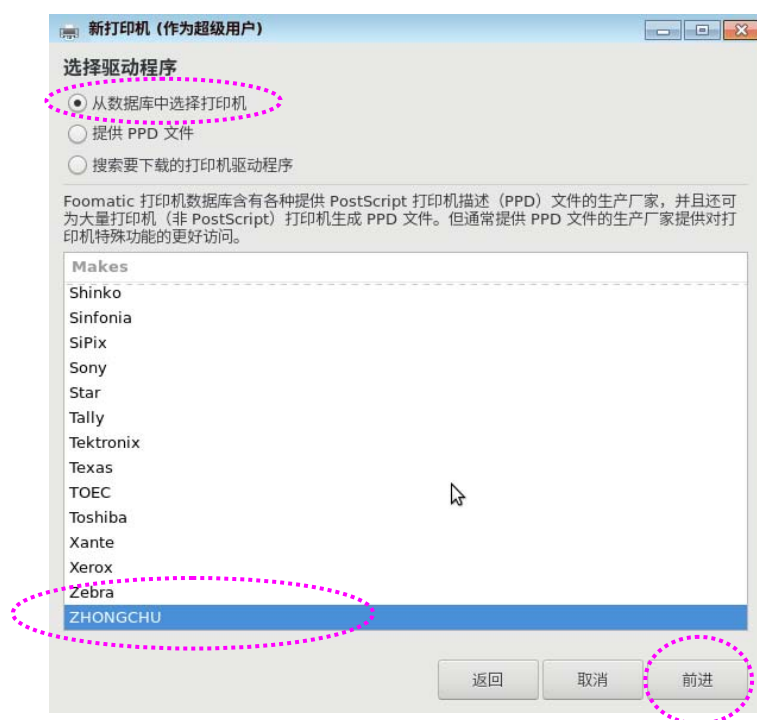 新打印机 (作为超级用户)
选择驱动程序
从数据库中选择打印机
提供 PPD 文件
搜索要下载的打印机驱动程序
Foomatic 打印机数据库含有各种提供 PostScript 打印机描述（PPD）文件的生产厂家，并且还可
为大量打印机（非 PostScript）打印机生成 PPD 文件。但通常提供 PPD 文件的生产厂家提供对打
印机特殊功能的更好访问。
Makes
Shinko
Sinfonia
SiPix
Sony
Star
Tally
Tektronix
Texas
TOEC
Toshiba
Xante
Xerox
Zebra
ZHONGCHU
返回 取消 前进